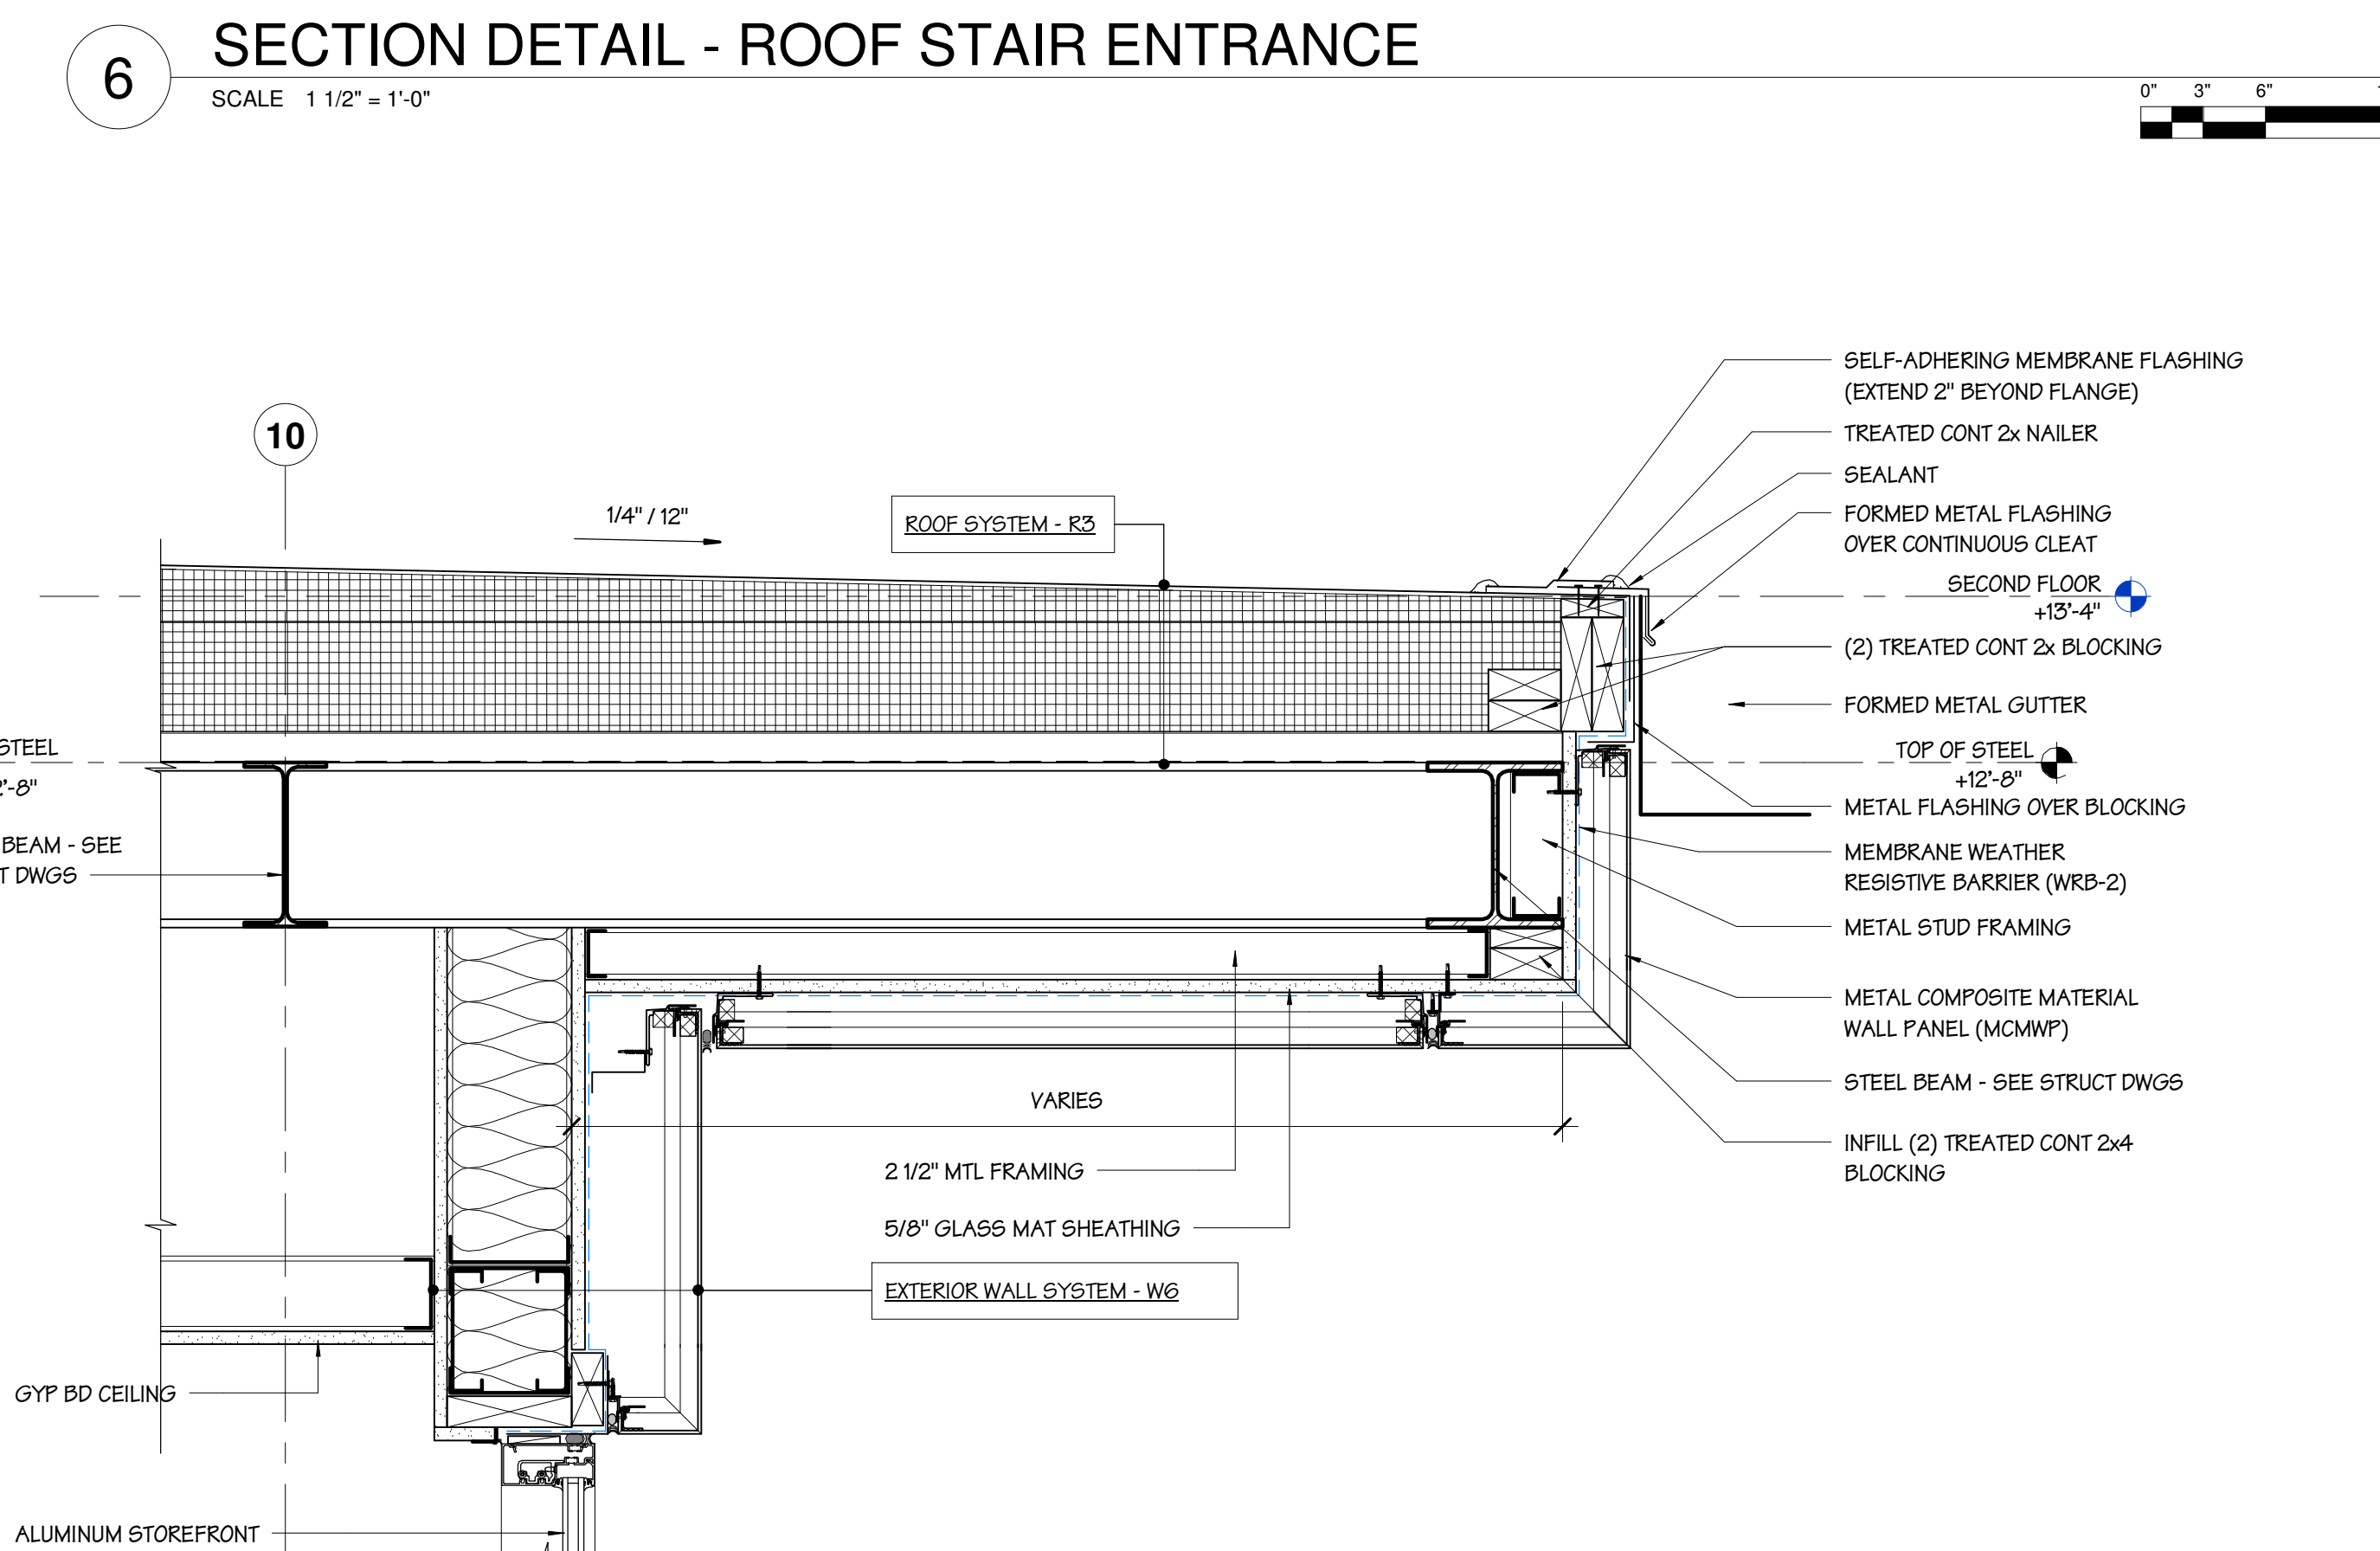 6
SECTION DETAIL - ROOF STAIR ENTRANCE
SCALE 1 1/2" = 1'-0"
0" 3" 6"
SELF-ADHERING MEMBRANE FLASHING
(EXTEND 2" BEYOND FLANGE)
10
TREATED CONT 2x NAILER
SEALANT
1/4" / 12"
ROOF SYSTEM - R3
FORMED METAL FLASHING
OVER CONTINUOUS CLEAT
SECOND FLOOR
+13'-4"
(2) TREATED CONT 2x BLOCKING
FORMED METAL GUTTER
STEEL
2'-8"
TOP OF STEEL
+12'-8"
METAL FLASHING OVER BLOCKING
BEAM - SEE
T DWGS
MEMBRANE WEATHER
RESISTIVE BARRIER (WRB-2)
METAL STUD FRAMING
METAL COMPOSITE MATERIAL
WALL PANEL (MCMWP)
STEEL BEAM - SEE STRUCT DWGS
VARIES
INFILL (2) TREATED CONT 2x4
BLOCKING
2 1/2" MTL FRAMING
5/8" GLASS MAT SHEATHING
EXTERIOR WALL SYSTEM - W6
GYP BD CEILING
ALUMINUM STOREFRONT